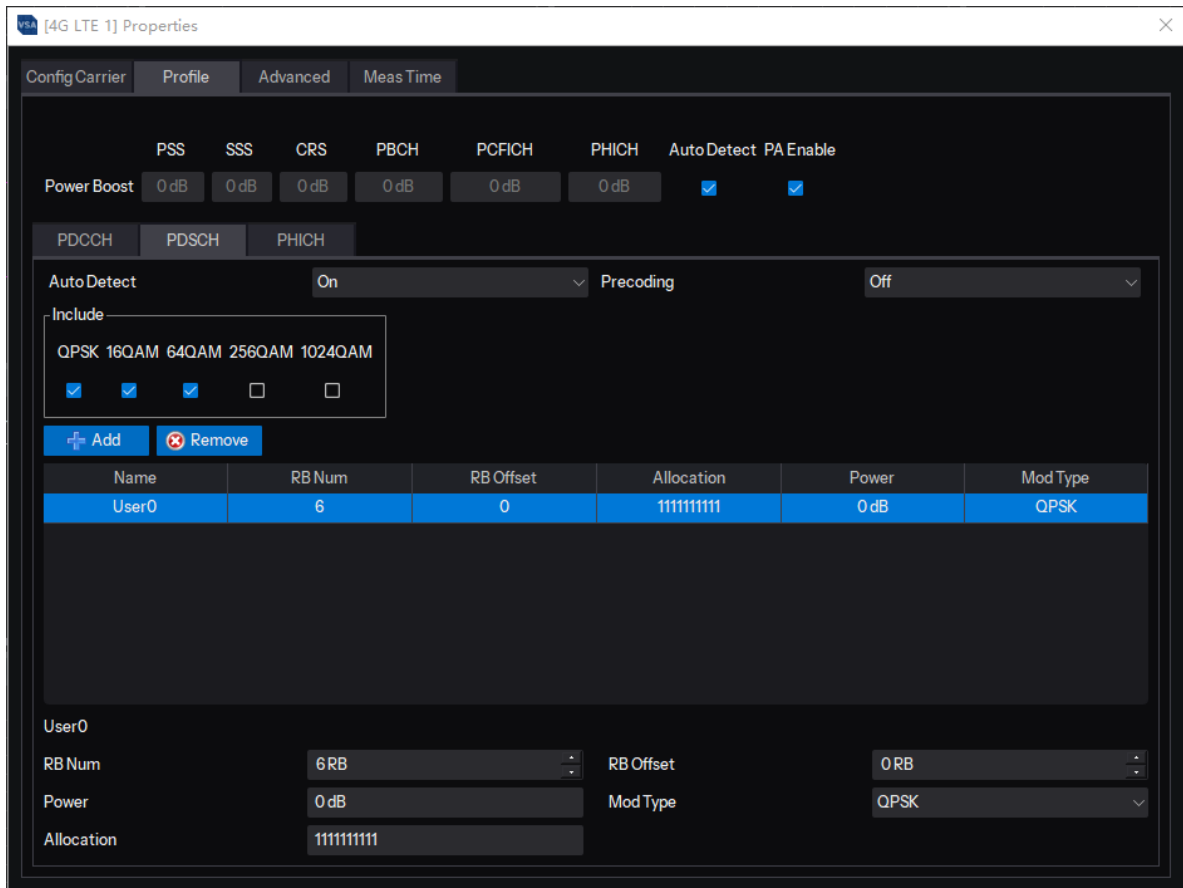 VSA [4G LTE 1] Properties
Config Carrier Profile Advanced Meas Time
PSS SSS CRS PBCH PCFICH PHICH Auto Detect PA Enable
Power Boost 0 dB 0 dB 0 dB 0 dB 0 dB 0 dB
PDCCH PDSCH PHICH
Auto Detect On Precoding Off
Include
QPSK 16QAM 64QAM 256QAM 1024QAM
Add Remove
Name RB Num RB Offset Allocation Power Mod Type
User0 6 0 1111111111 0 dB QPSK
User0
RB Num 6 RB RB Offset 0 RB
Power 0 dB Mod Type QPSK
Allocation 1111111111